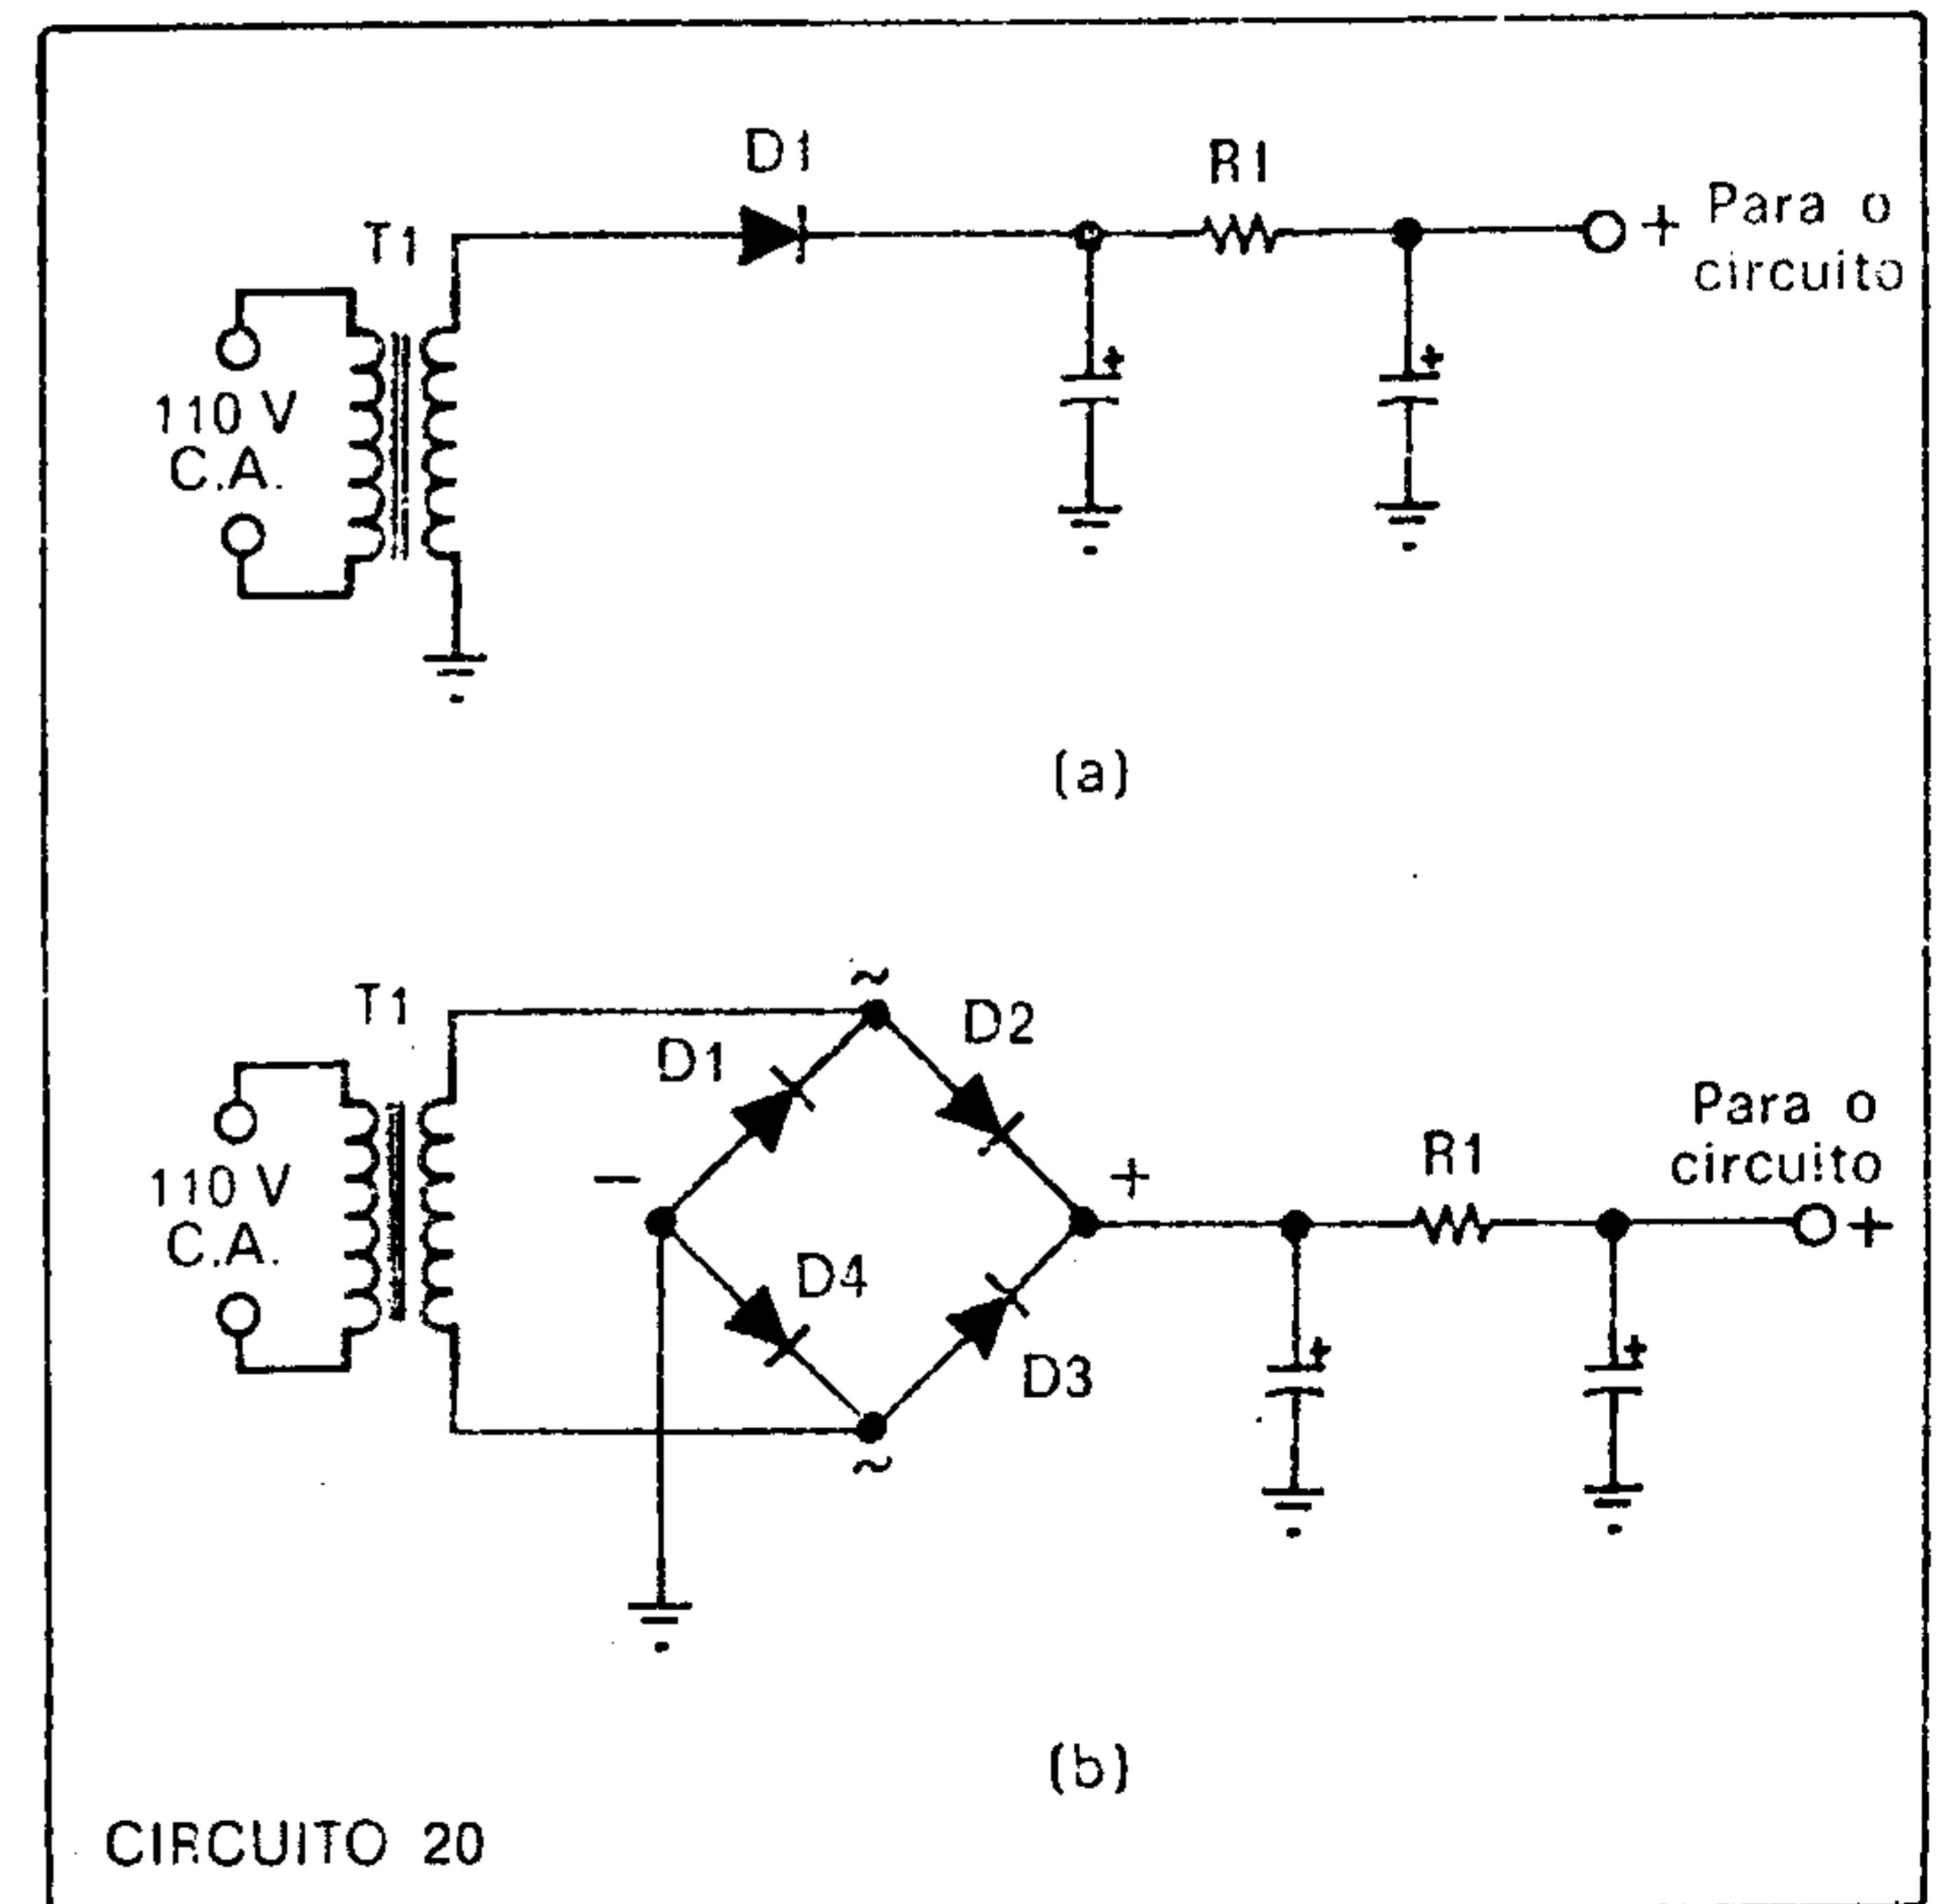 D1
R1
T1
+ Para o
circuito
110 V
C.A.
+
+
(a)
~
T1
D1
D2
Para o
circuito
R1
110 V
C.A.
−
+
+
D4
D3
+
+
~
(b)
CIRCUITO 20